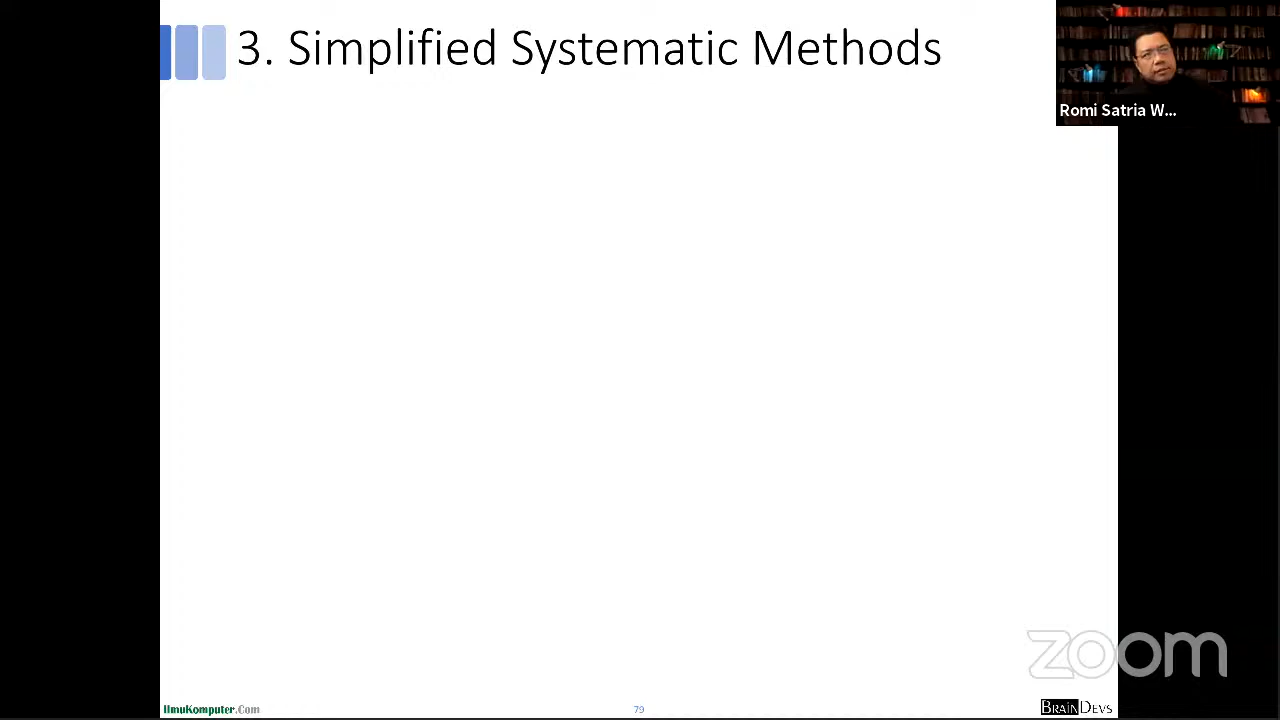 3. Simplified Systematic Methods
Romi Satria W...
zoom
IlmuKomputer.Com
79
BRAINDEVS